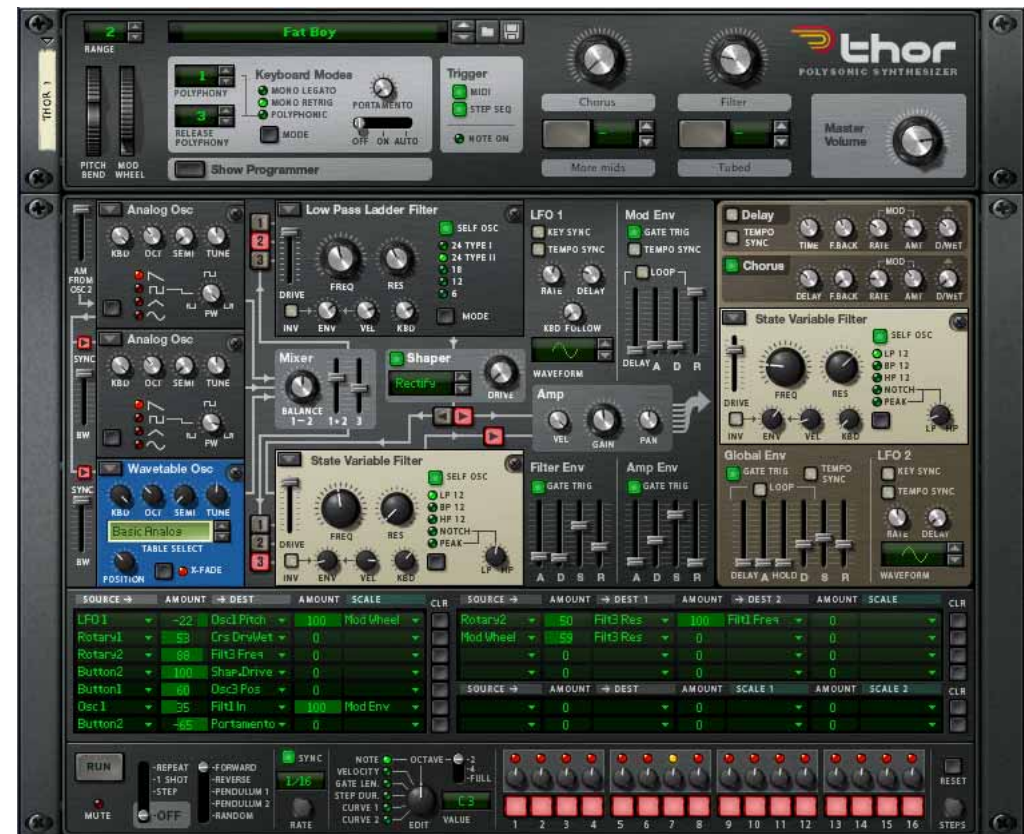 THOR 1
2
RANGE
PITCH BEND
MOD WHEEL
Fat Boy
1
POLYPHONY
3
RELEASE POLYPHONY
Keyboard Modes
MONO LEGATO
MONO RETRIG
POLYPHONIC
MODE
PORTAMENTO
OFF ON AUTO
Trigger
MIDI
STEP SEQ
NOTE ON
Show Programmer
Chorus
Filter
More mids
Tubed
thor
POLYSONIC SYNTHESIZER
Master Volume
AM FROM OSC 2
SYNC
BW
SYNC
BW
Analog Osc
KBD OCT SEMI TUNE
PW
Analog Osc
KBD OCT SEMI TUNE
PW
Wavetable Osc
KBD OCT SEMI TUNE
Basic Analog
TABLE SELECT
POSITION
X-FADE
1
2
3
Low Pass Ladder Filter
DRIVE
FREQ
RES
SELF OSC
24 TYPE I
24 TYPE II
18
12
6
INV ENV VEL KBD
MODE
Mixer
BALANCE
1-2
1+2 3
Shaper
Rectify
DRIVE
1
2
3
State Variable Filter
DRIVE
FREQ
RES
SELF OSC
LP 12
BP 12
HP 12
NOTCH
PEAK
INV ENV VEL KBD
LP HP
LFO 1
KEY SYNC
TEMPO SYNC
RATE DELAY
KBD FOLLOW
WAVEFORM
Mod Env
GATE TRIG
TEMPO SYNC
LOOP
DELAY A D R
Amp
VEL GAIN PAN
Filter Env
GATE TRIG
A D S R
Amp Env
GATE TRIG
A D S R
Delay
TEMPO SYNC
MOD
TIME F.BACK RATE AMT D/WET
Chorus
MOD
DELAY F.BACK RATE AMT D/WET
State Variable Filter
DRIVE
FREQ
RES
SELF OSC
LP 12
BP 12
HP 12
NOTCH
PEAK
INV ENV VEL KBD
LP HP
Global Env
GATE TRIG
TEMPO SYNC
LOOP
DELAY A HOLD D S R
LFO 2
KEY SYNC
TEMPO SYNC
RATE DELAY
WAVEFORM
SOURCE → AMOUNT → DEST AMOUNT SCALE CLR
LFO1 -22 Osc1 Pitch 100 Mod Wheel
Rotary1 53 Crs DryWet 0
Rotary2 88 Filt3 Freq 0
Button2 100 Shap.Drive 0
Button1 60 Osc3 Pos 0
Osc 1 35 Filt1 In 100 Mod Env
Button2 -65 Portamento 0
SOURCE → AMOUNT → DEST 1 AMOUNT → DEST 2 AMOUNT SCALE CLR
Rotary2 50 Filt3 Res 100 Filt1 Freq 0
Mod Wheel 59 Filt3 Res 0 0
0 0 0
0 0 0
SOURCE → AMOUNT → DEST AMOUNT SCALE 1 AMOUNT SCALE 2 CLR
0 0 0
0 0 0
RUN
MUTE
REPEAT
1 SHOT
STEP
OFF
FORWARD
REVERSE
PENDULUM 1
PENDULUM 2
RANDOM
SYNC
1/16
RATE
NOTE
VELOCITY
GATE LEN.
STEP DUR.
CURVE 1
CURVE 2
EDIT
OCTAVE
2
4
FULL
C 3
VALUE
1 2 3 4 5 6 7 8 9 10 11 12 13 14 15 16
RESET
STEPS